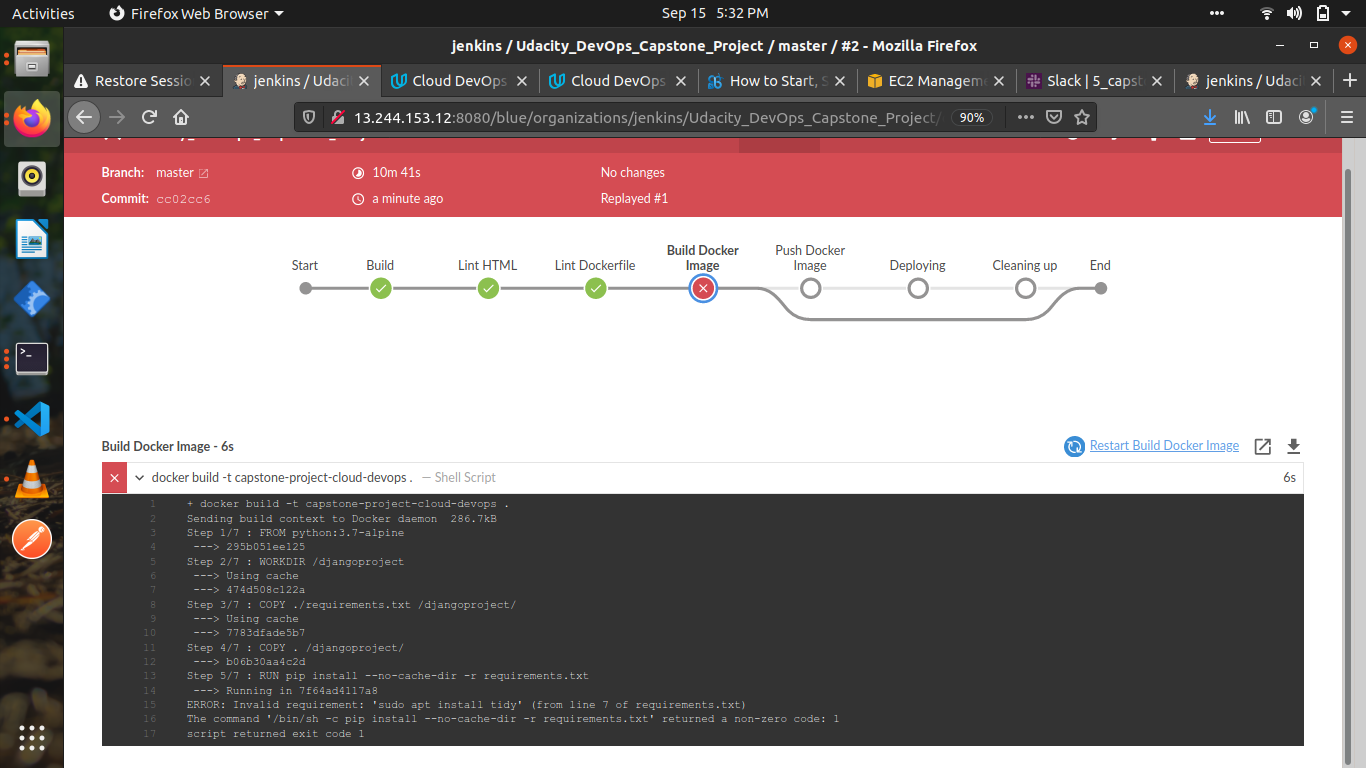 Activities
Firefox Web Browser
Sep 15 5:32 PM
jenkins / Udacity_DevOps_Capstone_Project / master / #2 - Mozilla Firefox
Restore Sessio
jenkins / Udaci
Cloud DevOps
Cloud DevOps
How to Start, S
EC2 Managem
Slack | 5_capst
jenkins / Udaci
13.244.153.12:8080/blue/organizations/jenkins/Udacity_DevOps_Capstone_Project/
90%
Branch: master
10m 41s
No changes
Commit: cc02cc6
a minute ago
Replayed #1
Start
Build
Lint HTML
Lint Dockerfile
Build Docker
Image
Push Docker
Image
Deploying
Cleaning up
End
Build Docker Image - 6s
Restart Build Docker Image
docker build -t capstone-project-cloud-devops . — Shell Script
6s
1 + docker build -t capstone-project-cloud-devops .
2 Sending build context to Docker daemon 286.7kB
3 Step 1/7 : FROM python:3.7-alpine
4 ---> 295b051ee125
5 Step 2/7 : WORKDIR /djangoproject
6 ---> Using cache
7 ---> 474d508c122a
8 Step 3/7 : COPY ./requirements.txt /djangoproject/
9 ---> Using cache
10 ---> 7783dfade5b7
11 Step 4/7 : COPY . /djangoproject/
12 ---> b06b30aa4c2d
13 Step 5/7 : RUN pip install --no-cache-dir -r requirements.txt
14 ---> Running in 7f64ad4117a8
15 ERROR: Invalid requirement: 'sudo apt install tidy' (from line 7 of requirements.txt)
16 The command '/bin/sh -c pip install --no-cache-dir -r requirements.txt' returned a non-zero code: 1
17 script returned exit code 1